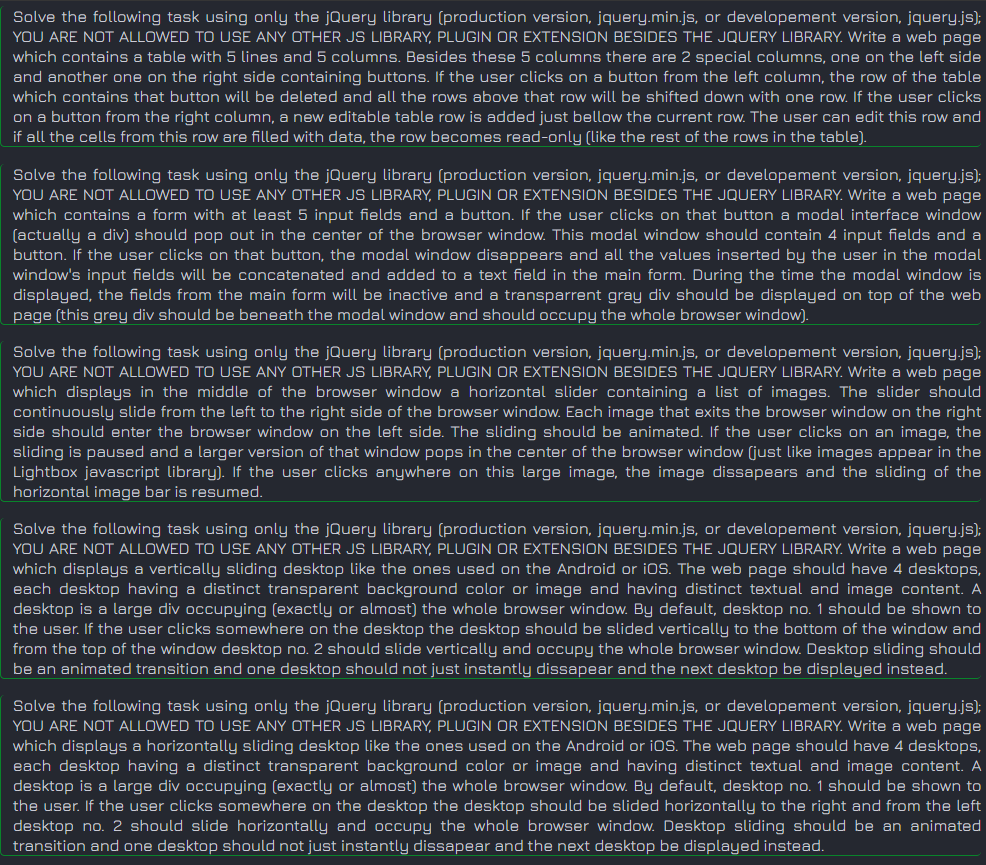 Solve the following task using only the jQuery library (production version, jquery.min.js, or developement version, jquery.js);
YOU ARE NOT ALLOWED TO USE ANY OTHER JS LIBRARY, PLUGIN OR EXTENSION BESIDES THE JQUERY LIBRARY. Write a web page
which contains a table with 5 lines and 5 columns. Besides these 5 columns there are 2 special columns, one on the left side
and another one on the right side containing buttons. If the user clicks on a button from the left column, the row of the table
which contains that button will be deleted and all the rows above that row will be shifted down with one row. If the user clicks
on a button from the right column, a new editable table row is added just bellow the current row. The user can edit this row and
if all the cells from this row are filled with data, the row becomes read-only (like the rest of the rows in the table).
Solve the following task using only the jQuery library (production version, jquery.min.js, or developement version, jquery.js);
YOU ARE NOT ALLOWED TO USE ANY OTHER JS LIBRARY, PLUGIN OR EXTENSION BESIDES THE JQUERY LIBRARY. Write a web page
which contains a form with at least 5 input fields and a button. If the user clicks on that button a modal interface window
(actually a div) should pop out in the center of the browser window. This modal window should contain 4 input fields and a
button. If the user clicks on that button, the modal window disappears and all the values inserted by the user in the modal
window's input fields will be concatenated and added to a text field in the main form. During the time the modal window is
displayed, the fields from the main form will be inactive and a transparrent gray div should be displayed on top of the web
page (this grey div should be beneath the modal window and should occupy the whole browser window).
Solve the following task using only the jQuery library (production version, jquery.min.js, or developement version, jquery.js);
YOU ARE NOT ALLOWED TO USE ANY OTHER JS LIBRARY, PLUGIN OR EXTENSION BESIDES THE JQUERY LIBRARY. Write a web page
which displays in the middle of the browser window a horizontal slider containing a list of images. The slider should
continuously slide from the left to the right side of the browser window. Each image that exits the browser window on the right
side should enter the browser window on the left side. The sliding should be animated. If the user clicks on an image, the
sliding is paused and a larger version of that window pops in the center of the browser window (just like images appear in the
Lightbox javascript library). If the user clicks anywhere on this large image, the image dissapears and the sliding of the
horizontal image bar is resumed.
Solve the following task using only the jQuery library (production version, jquery.min.js, or developement version, jquery.js);
YOU ARE NOT ALLOWED TO USE ANY OTHER JS LIBRARY, PLUGIN OR EXTENSION BESIDES THE JQUERY LIBRARY. Write a web page
which displays a vertically sliding desktop like the ones used on the Android or iOS. The web page should have 4 desktops,
each desktop having a distinct transparent background color or image and having distinct textual and image content. A
desktop is a large div occupying (exactly or almost) the whole browser window. By default, desktop no. 1 should be shown to
the user. If the user clicks somewhere on the desktop the desktop should be slided vertically to the bottom of the window and
from the top of the window desktop no. 2 should slide vertically and occupy the whole browser window. Desktop sliding should
be an animated transition and one desktop should not just instantly dissapear and the next desktop be displayed instead.
Solve the following task using only the jQuery library (production version, jquery.min.js, or developement version, jquery.js);
YOU ARE NOT ALLOWED TO USE ANY OTHER JS LIBRARY, PLUGIN OR EXTENSION BESIDES THE JQUERY LIBRARY. Write a web page
which displays a horizontally sliding desktop like the ones used on the Android or iOS. The web page should have 4 desktops,
each desktop having a distinct transparent background color or image and having distinct textual and image content. A
desktop is a large div occupying (exactly or almost) the whole browser window. By default, desktop no. 1 should be shown to
the user. If the user clicks somewhere on the desktop the desktop should be slided horizontally to the right and from the left
desktop no. 2 should slide horizontally and occupy the whole browser window. Desktop sliding should be an animated
transition and one desktop should not just instantly dissapear and the next desktop be displayed instead.